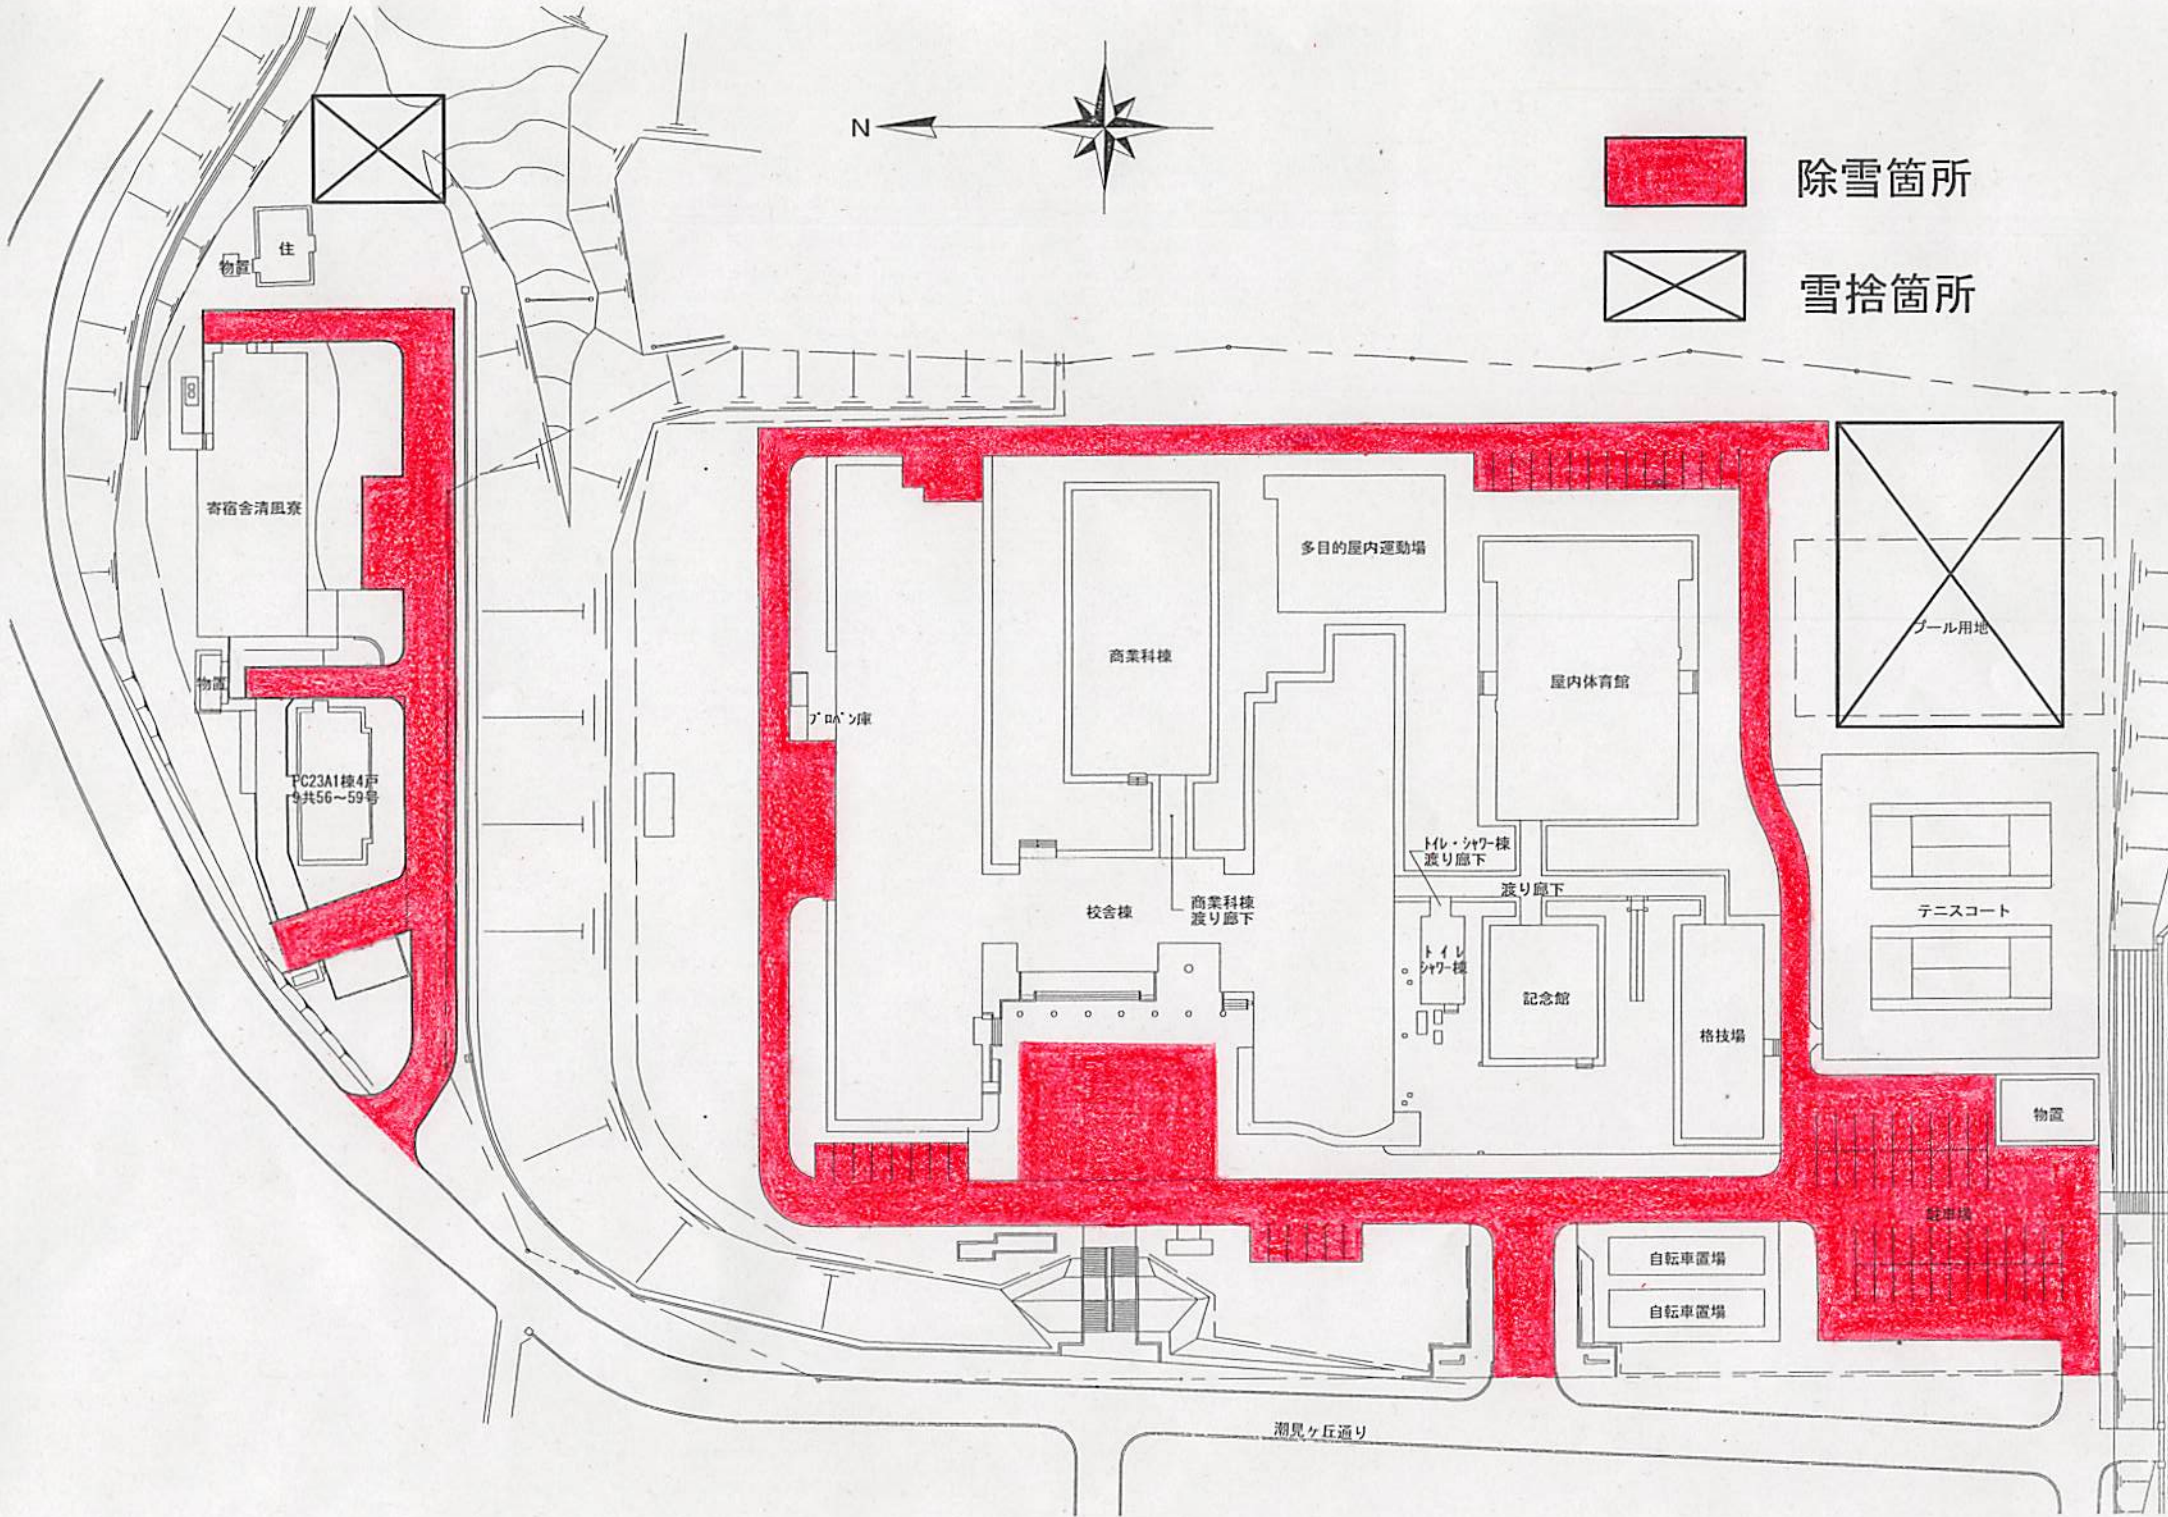 N
除雪箇所
雪捨箇所
住
物置
寄宿舎清風寮
物置
PC23A1棟4戸
9共56~59号
プロパン庫
商業科棟
多目的屋内運動場
屋内体育館
プール用地
トイレ・シャワー棟
渡り廊下
渡り廊下
校舎棟
商業科棟
渡り廊下
トイレ
シャワー棟
記念館
格技場
テニスコート
物置
駐車場
自転車置場
自転車置場
潮見ヶ丘通り